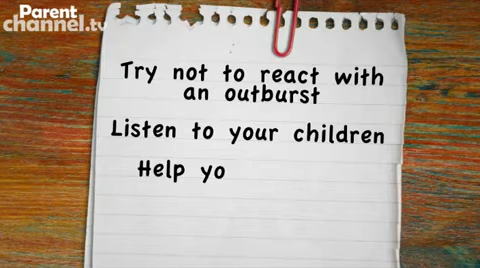 Parent
channel.tv
Try not to react with
an outburst
Listen to your children
Help yo